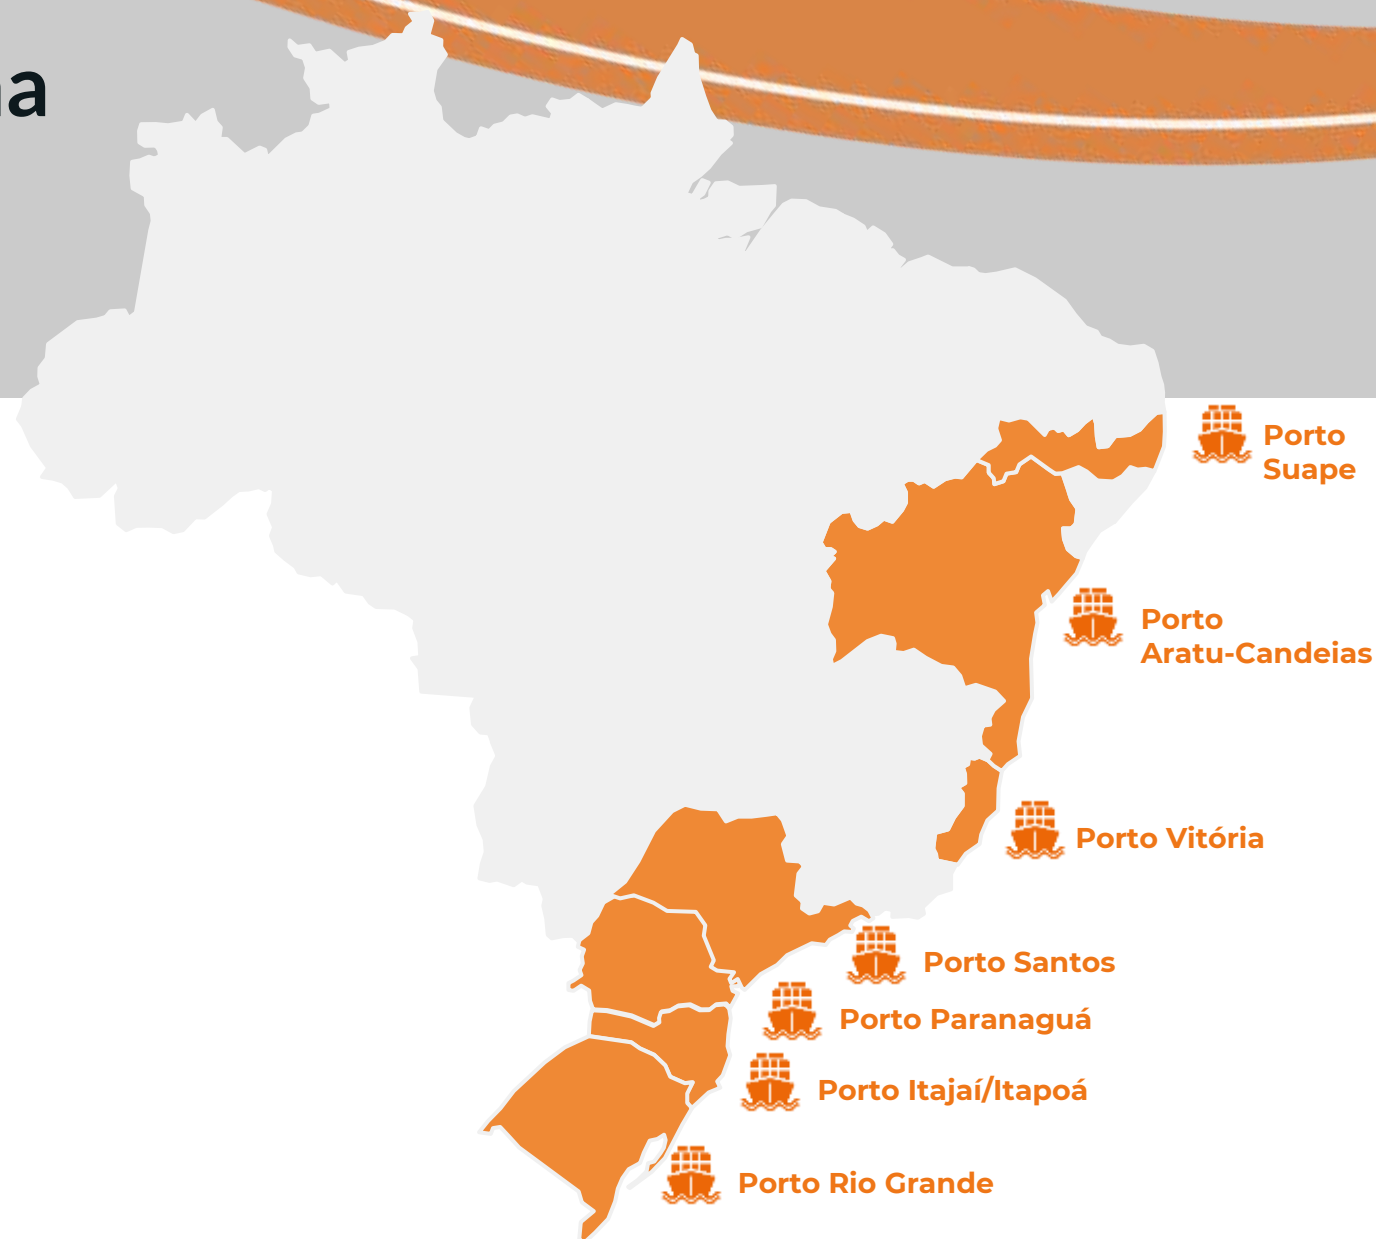 Porto
Suape
Porto
Aratu-Candeias
Porto Vitória
Porto Santos
Porto Paranaguá
Porto Itajaí/Itapoá
Porto Rio Grande